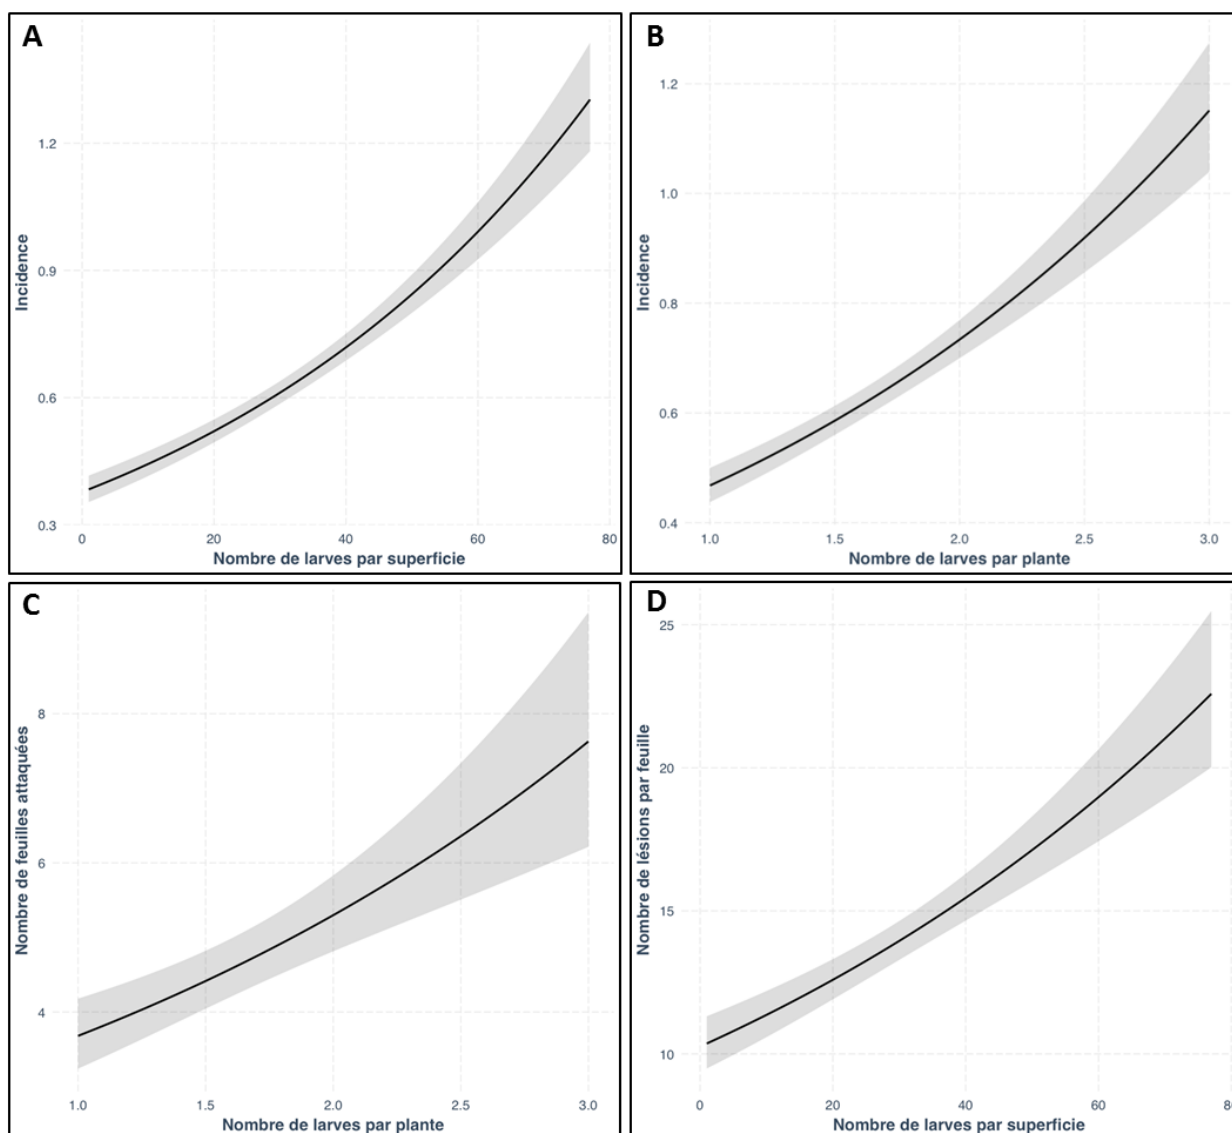 A
1.2
0.9
0.6
0.3
0 20 40 60 80
Incidence
Nombre de larves par superficie
B
1.2
1.0
0.8
0.6
0.4
1.0 1.5 2.0 2.5 3.0
Incidence
Nombre de larves par plante
C
8
6
4
1.0 1.5 2.0 2.5 3.0
Nombre de feuilles attaquées
Nombre de larves par plante
D
25
20
15
10
0 20 40 60
Nombre de lésions par feuille
Nombre de larves par superficie